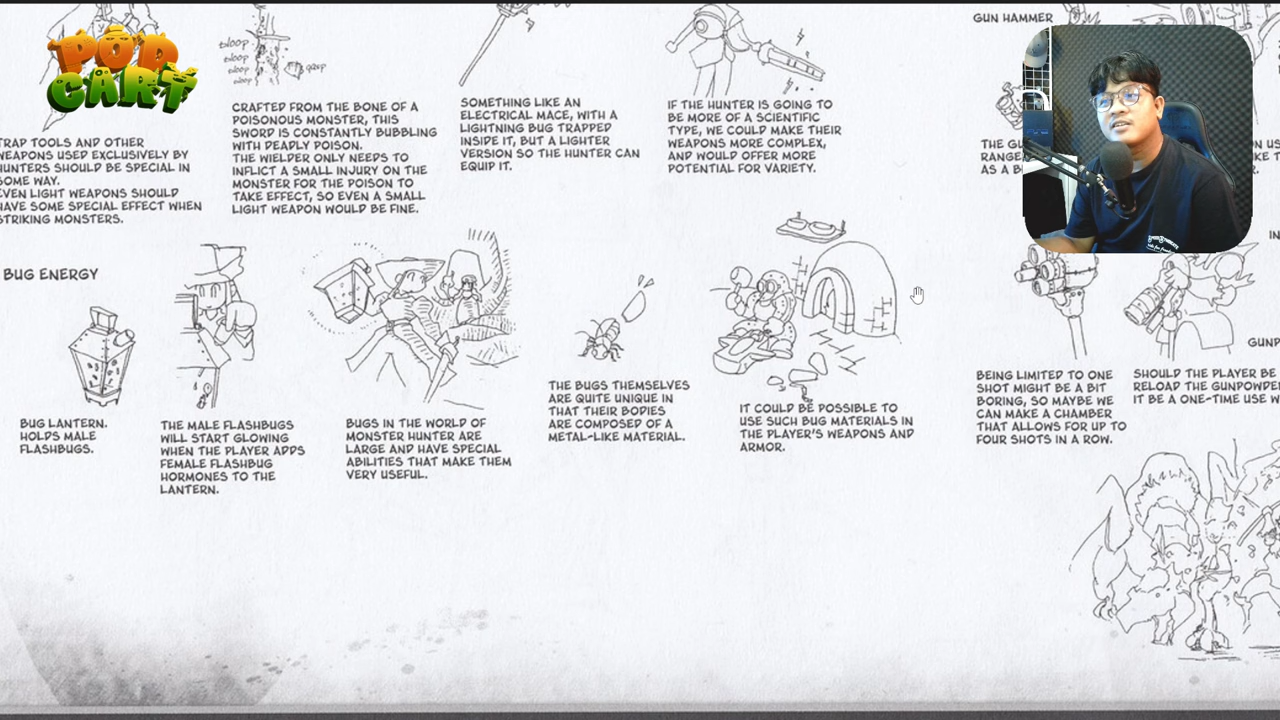 GUN HAMMER
POD
CART
bloop
bloop
bloop
bloop
CRAFTED FROM THE BONE OF A
POISONOUS MONSTER, THIS
SWORD IS CONSTANTLY BUBBLING
WITH DEADLY POISON.
THE WIELDER ONLY NEEDS TO
INFLICT A SMALL INJURY ON THE
MONSTER FOR THE POISON TO
TAKE EFFECT, SO EVEN A SMALL
LIGHT WEAPON WOULD BE FINE.
SOMETHING LIKE AN
ELECTRICAL MACE, WITH A
LIGHTNING BUG TRAPPED
INSIDE IT, BUT A LIGHTER
VERSION SO THE HUNTER CAN
EQUIP IT.
IF THE HUNTER IS GOING TO
BE MORE OF A SCIENTIFIC
TYPE, WE COULD MAKE THEIR
WEAPONS MORE COMPLEX,
AND WOULD OFFER MORE
POTENTIAL FOR VARIETY.
TRAP TOOLS AND OTHER
WEAPONS USED EXCLUSIVELY BY
HUNTERS SHOULD BE SPECIAL IN
SOME WAY.
EVEN LIGHT WEAPONS SHOULD
HAVE SOME SPECIAL EFFECT WHEN
STRIKING MONSTERS.
THE
AS A
BUG ENERGY
BUG LANTERN.
HOLDS MALE
FLASHBUGS.
THE MALE FLASHBUGS
WILL START GLOWING
WHEN THE PLAYER ADDS
FEMALE FLASHBUG
HORMONES TO THE
LANTERN.
BUGS IN THE WORLD OF
MONSTER HUNTER ARE
LARGE AND HAVE SPECIAL
ABILITIES THAT MAKE THEM
VERY USEFUL.
THE BUGS THEMSELVES
ARE QUITE UNIQUE IN
THAT THEIR BODIES
ARE COMPOSED OF A
METAL-LIKE MATERIAL.
IT COULD BE POSSIBLE TO
USE SUCH BUG MATERIALS IN
THE PLAYER'S WEAPONS AND
ARMOR.
BEING LIMITED TO ONE
SHOT MIGHT BE A BIT
BORING, SO MAYBE WE
CAN MAKE A CHAMBER
THAT ALLOWS FOR UP TO
FOUR SHOTS IN A ROW.
SHOULD THE PLAYER BE
RELOAD THE GUNPOWDE
IT BE A ONE-TIME USE W
GUNP